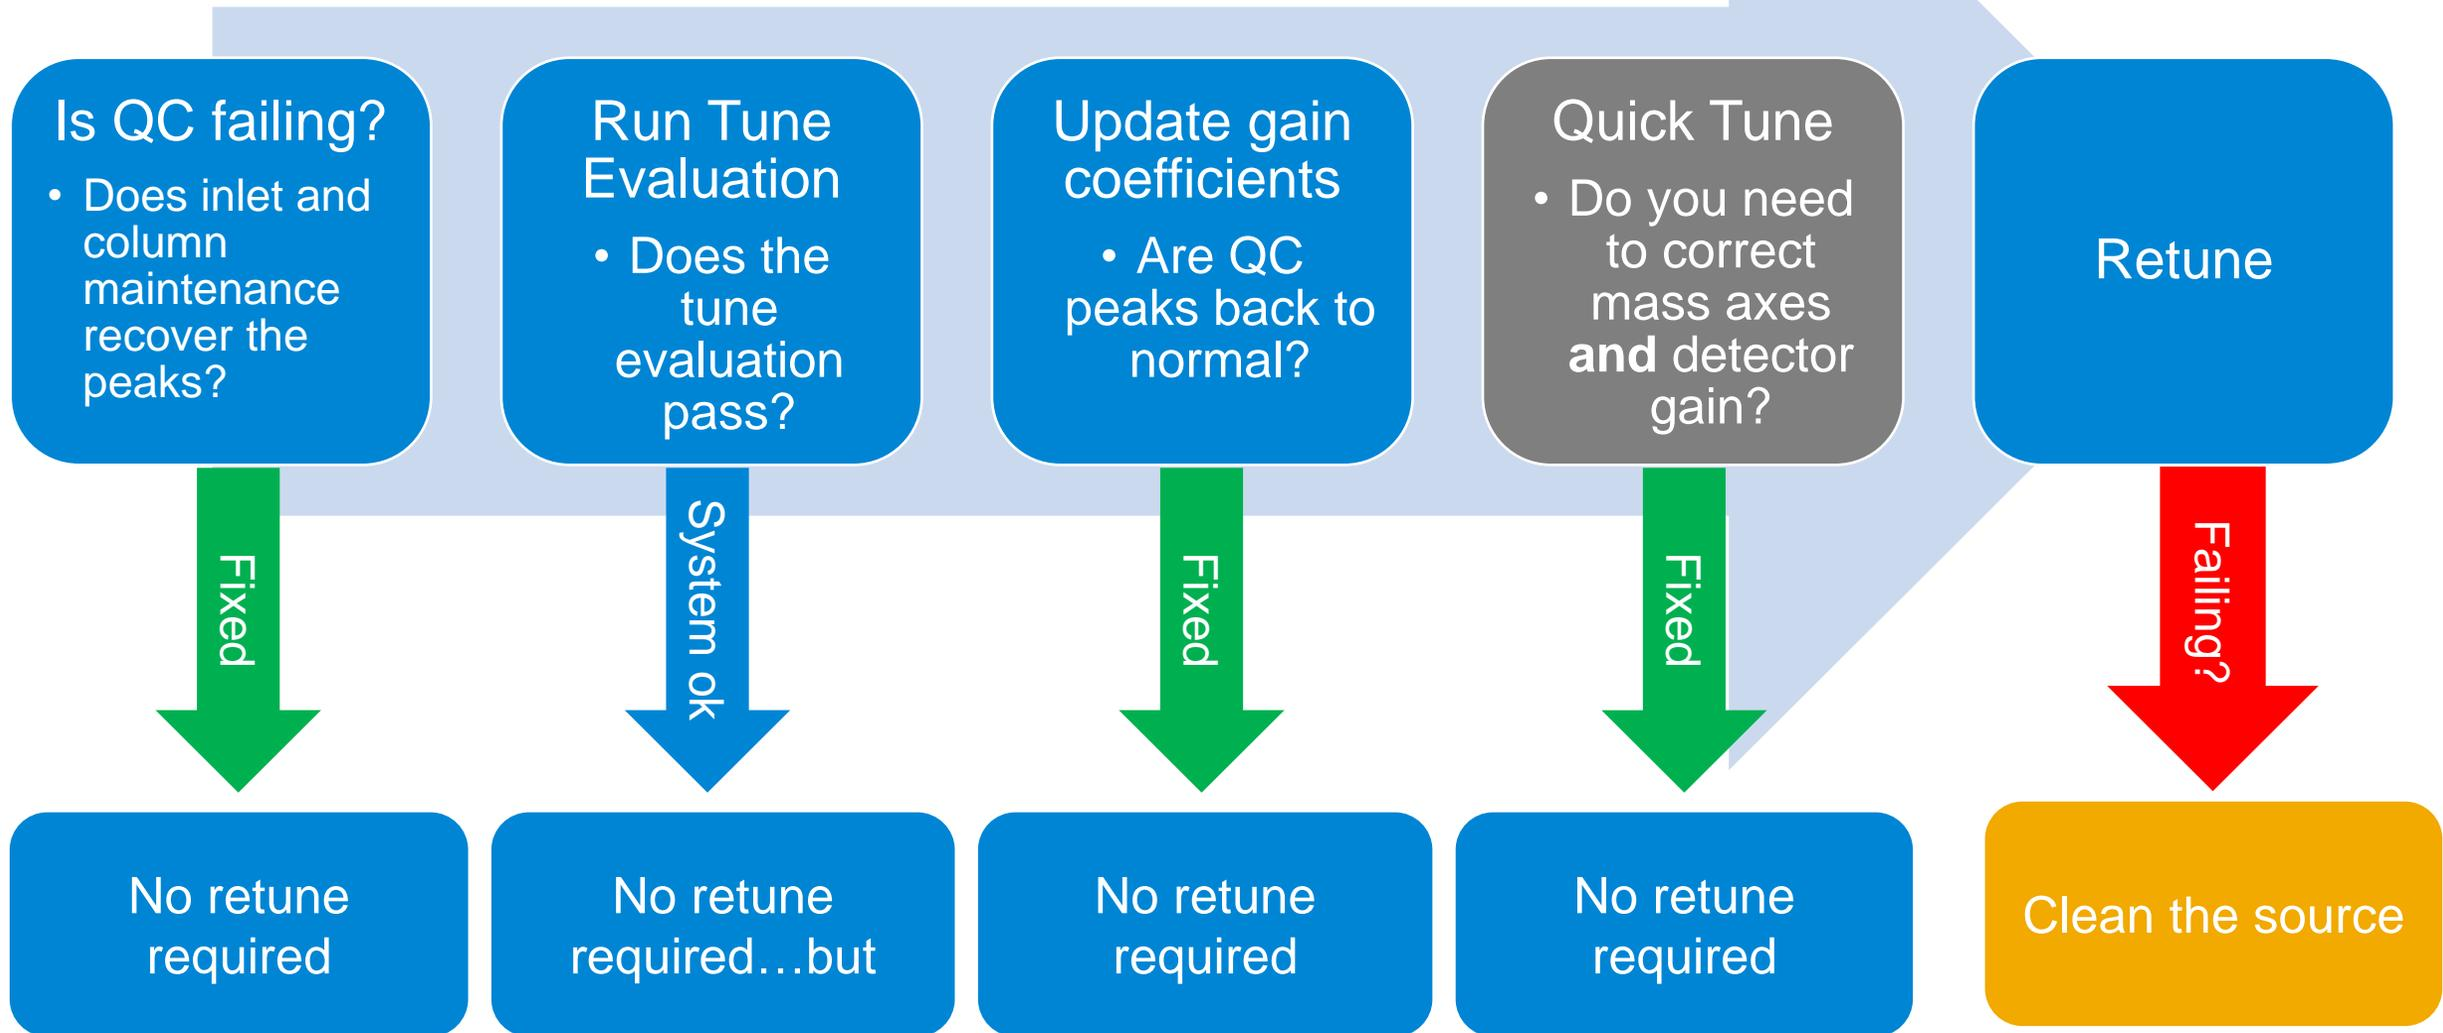 Is QC failing?
• Does inlet and
column
maintenance
recover the
peaks?
Run Tune
Evaluation
• Does the
tune
evaluation
pass?
Update gain
coefficients
• Are QC
peaks back to
normal?
Quick Tune
• Do you need
to correct
mass axes
and detector
gain?
Retune
Fixed
System ok
Fixed
Fixed
Failing?
No retune
required
No retune
required…but
No retune
required
No retune
required
Clean the source